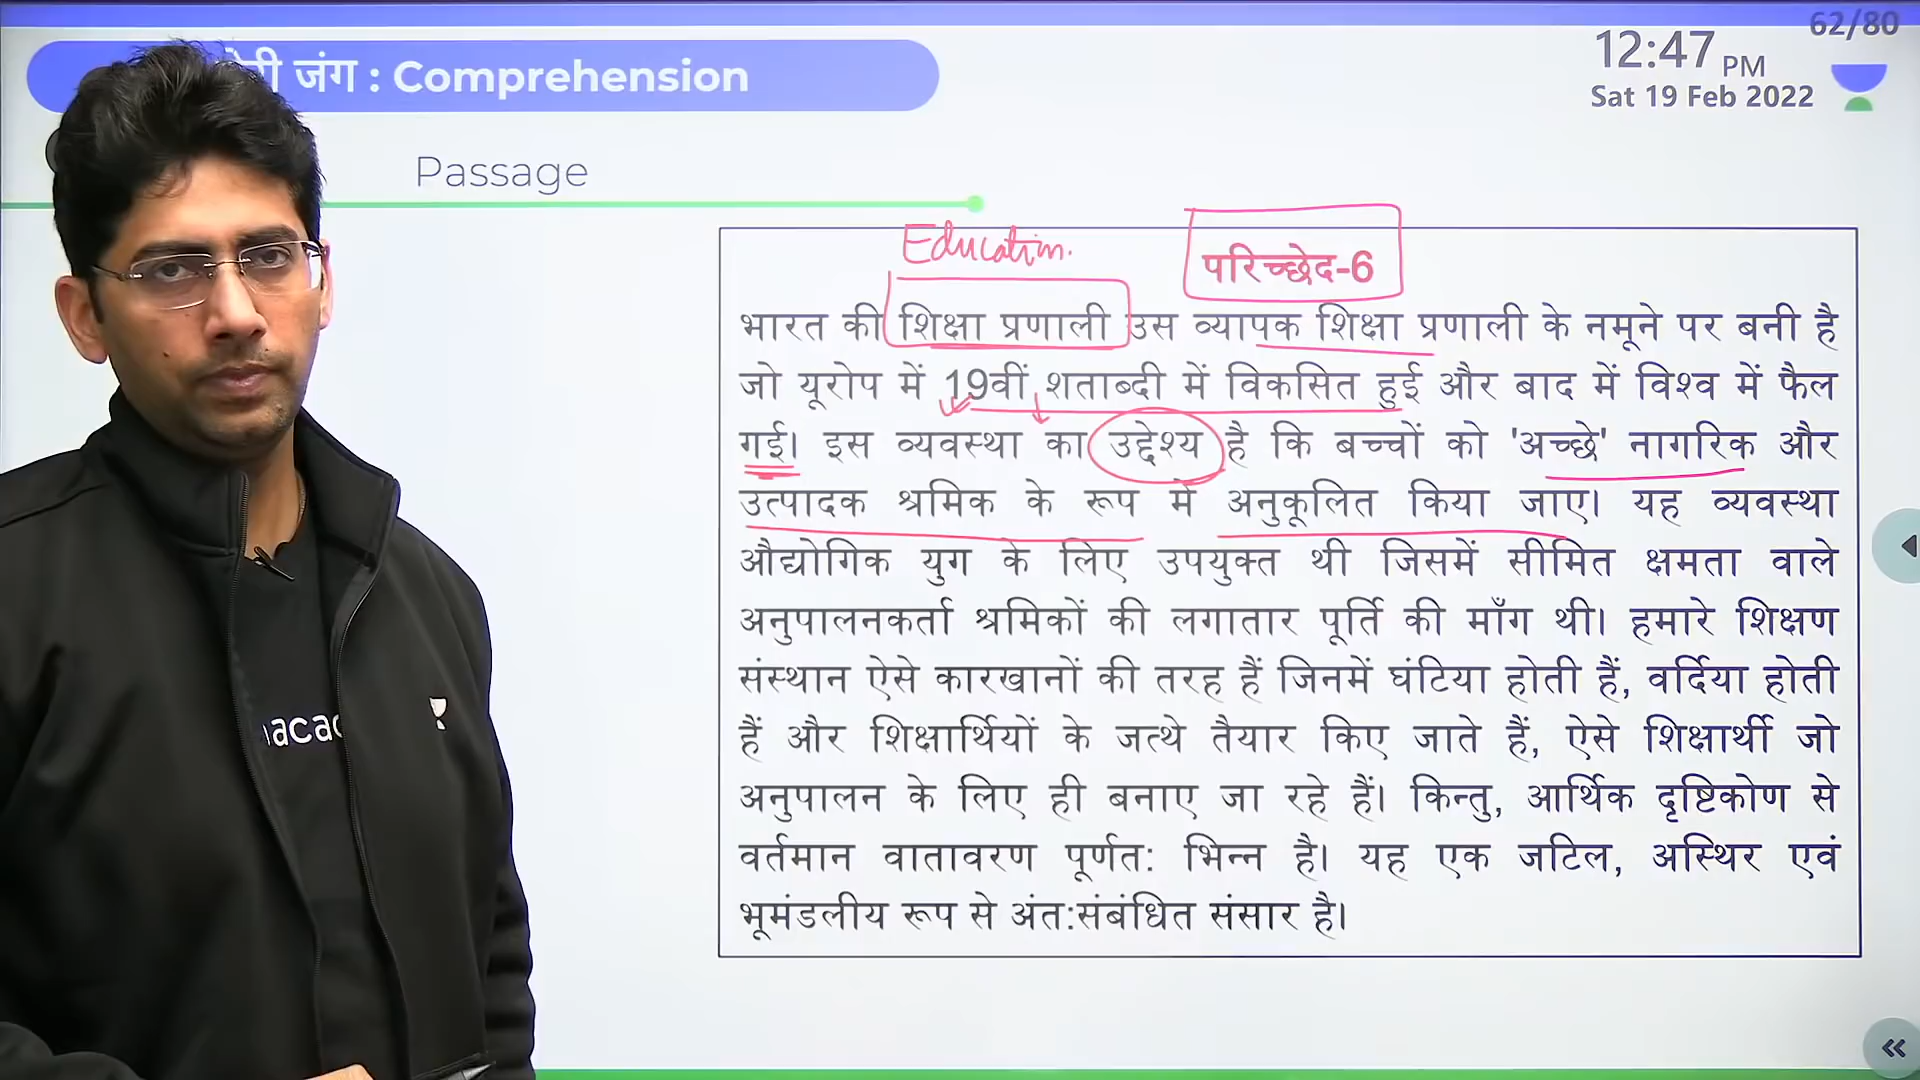 62/80
12:47 PM
जंग : Comprehension
Sat 19 Feb 2022
Passage
Education.
परिच्छेद-6
भारत की शिक्षा प्रणाली उस व्यापक शिक्षा प्रणाली के नमूने पर बनी है
जो यूरोप में 19वीं शताब्दी में विकसित हुई और बाद में विश्व में फैल
गई। इस व्यवस्था का उद्देश्य है कि बच्चों को 'अच्छे' नागरिक और
उत्पादक श्रमिक के रूप में अनुकूलित किया जाए। यह व्यवस्था
औद्योगिक युग के लिए उपयुक्त थी जिसमें सीमित क्षमता वाले
अनुपालनकर्ता श्रमिकों की लगातार पूर्ति की माँग थी। हमारे शिक्षण
संस्थान ऐसे कारखानों की तरह हैं जिनमें घंटिया होती हैं, वर्दिया होती
हैं और शिक्षार्थियों के जत्थे तैयार किए जाते हैं, ऐसे शिक्षार्थी जो
अनुपालन के लिए ही बनाए जा रहे हैं। किन्तु, आर्थिक दृष्टिकोण से
वर्तमान वातावरण पूर्णत: भिन्न है। यह एक जटिल, अस्थिर एवं
भूमंडलीय रूप से अंत:संबंधित संसार है।